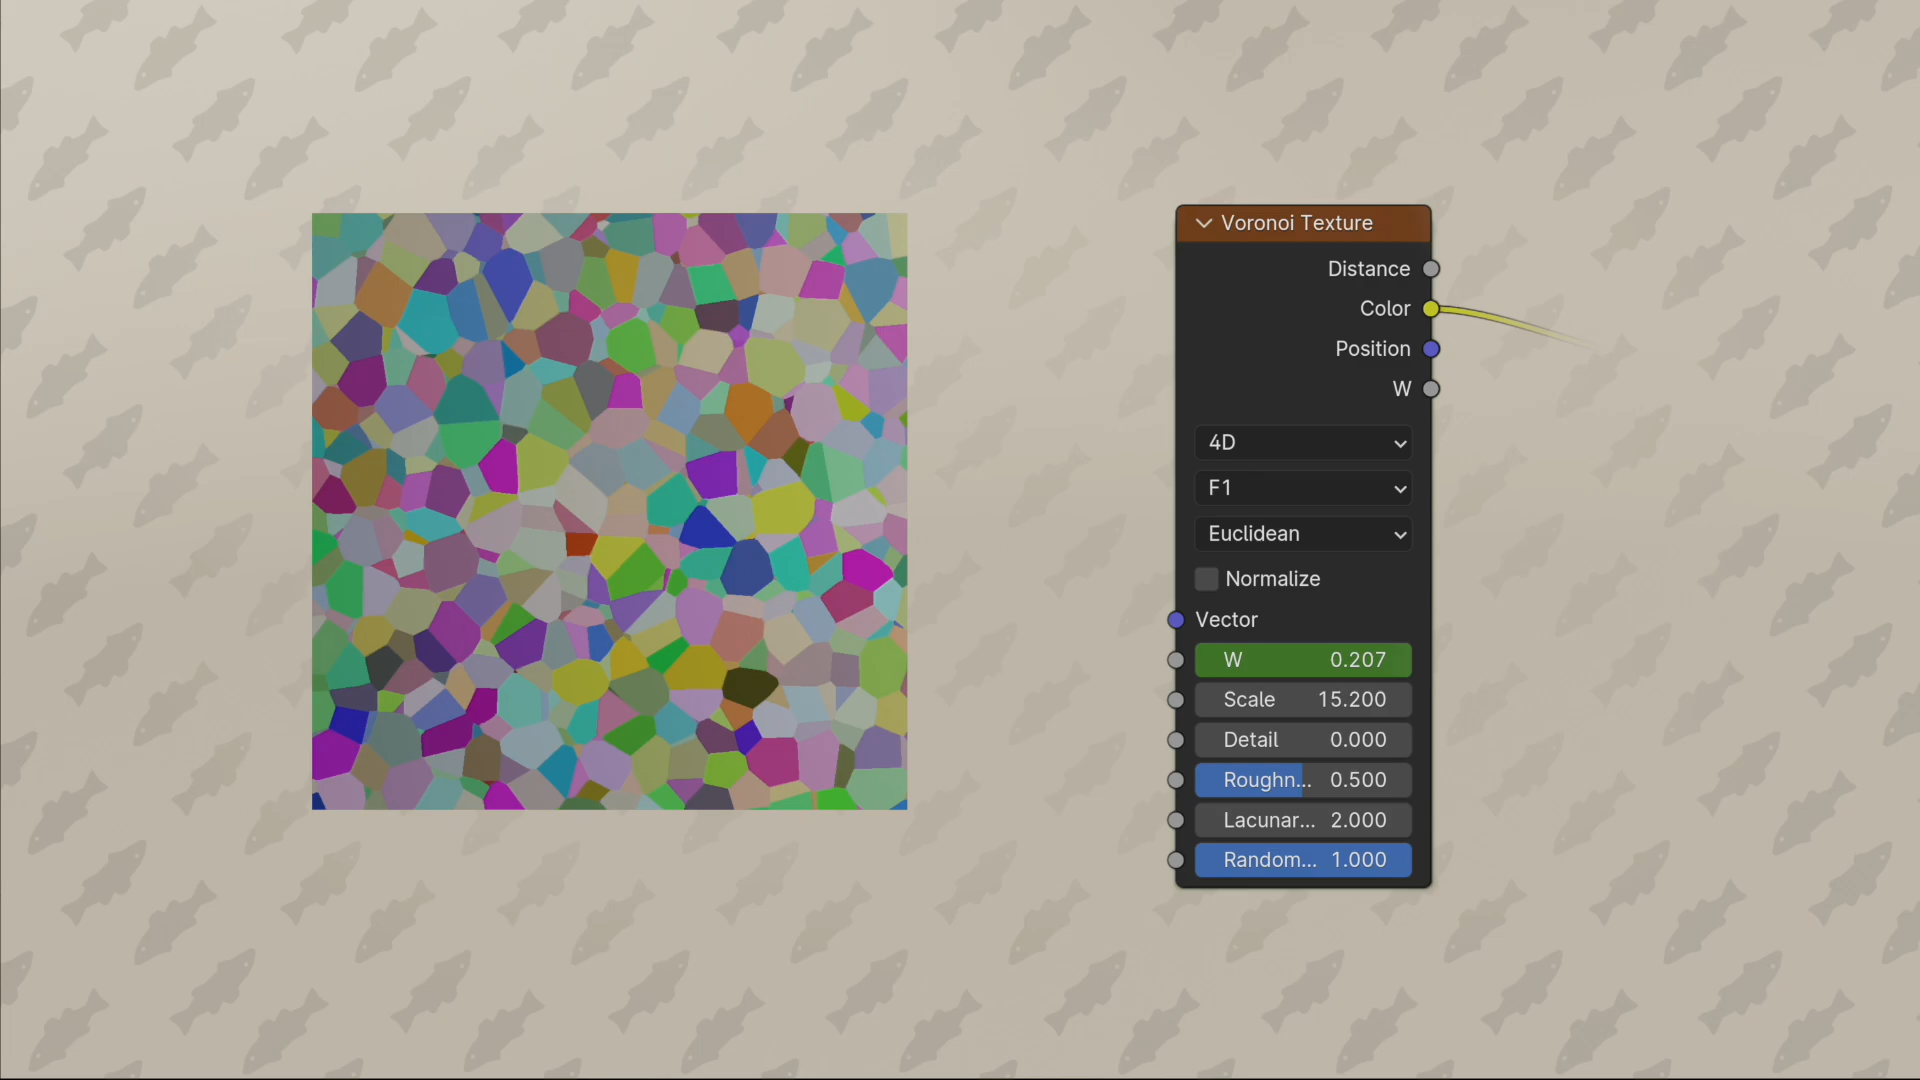 Voronoi Texture
Distance
Color
Position
W
4D
F1
Euclidean
Normalize
Vector
W 0.207
Scale 15.200
Detail 0.000
Roughn... 0.500
Lacunar... 2.000
Random... 1.000